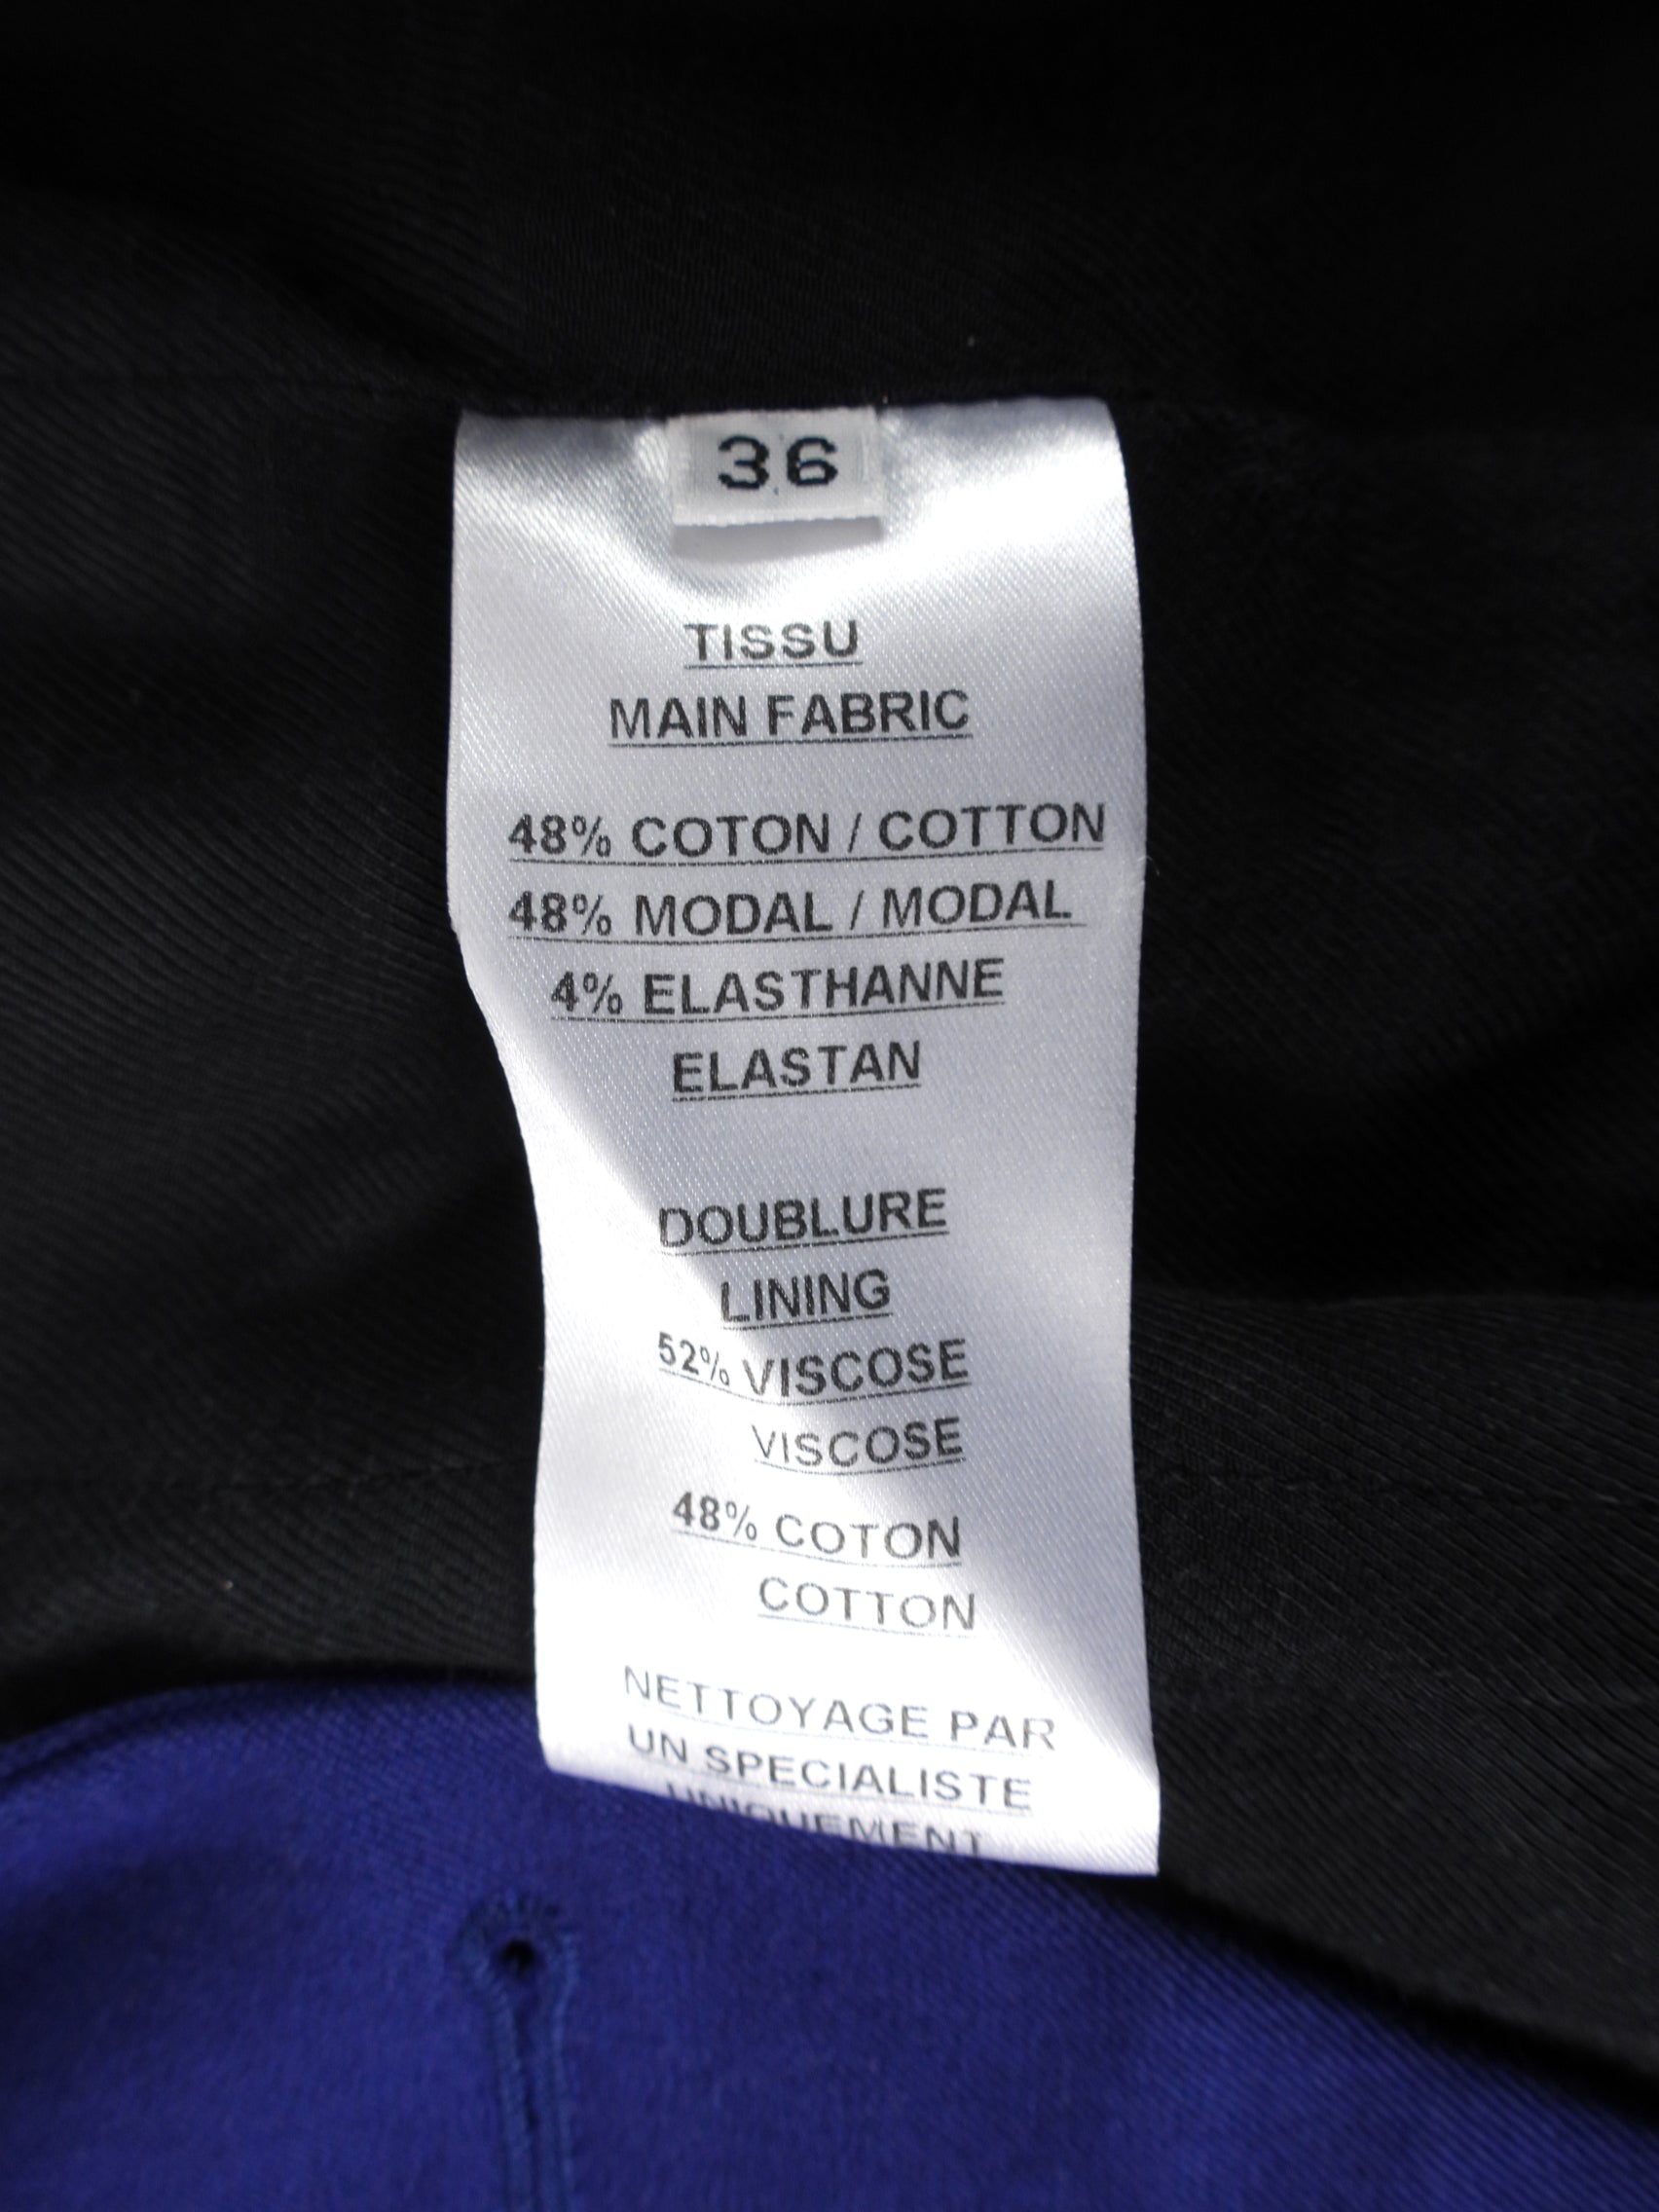 36
TISSU
MAIN FABRIC
48% COTON / COTTON
48% MODAL / MODAL
4% ELASTHANNE
ELASTAN
DOUBLURE
LINING
52% VISCOSE
VISCOSE
48% COTON
COTTON
NETTOYAGE PAR
UN SPECIALISTE
UNIQUEMENT